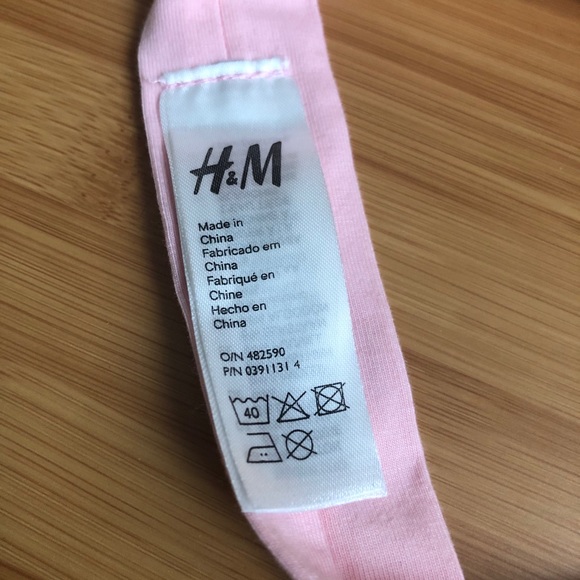 H&M
Made in
China
Fabricado em
China
Fabriqué en
Chine
Hecho en
China
O/N 482590
P/N 0391131 4
40